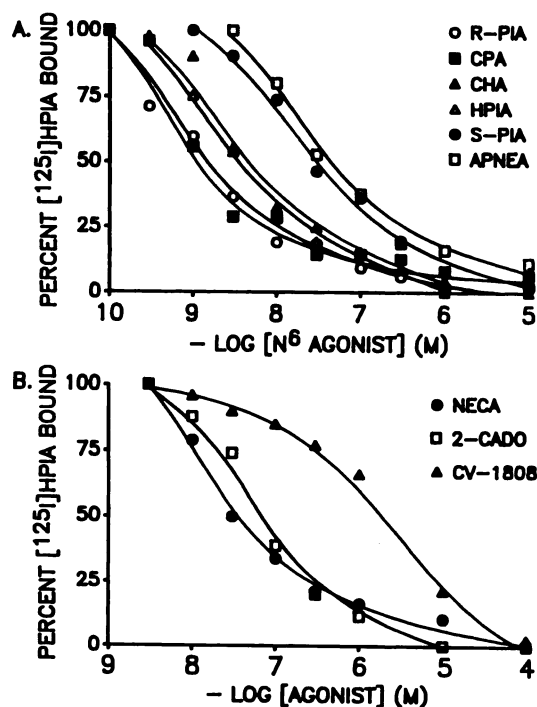 A.
100
75
50
25
0
PERCENT [125I]HPIA BOUND
R-PIA
CPA
CHA
HPIA
S-PIA
APNEA
10 9 8 7 6 5
- LOG [N6 AGONIST] (M)
B.
100
75
50
25
0
PERCENT [125I]HPIA BOUND
NECA
2-CADO
CV-1808
9 8 7 6 5 4
- LOG [AGONIST] (M)